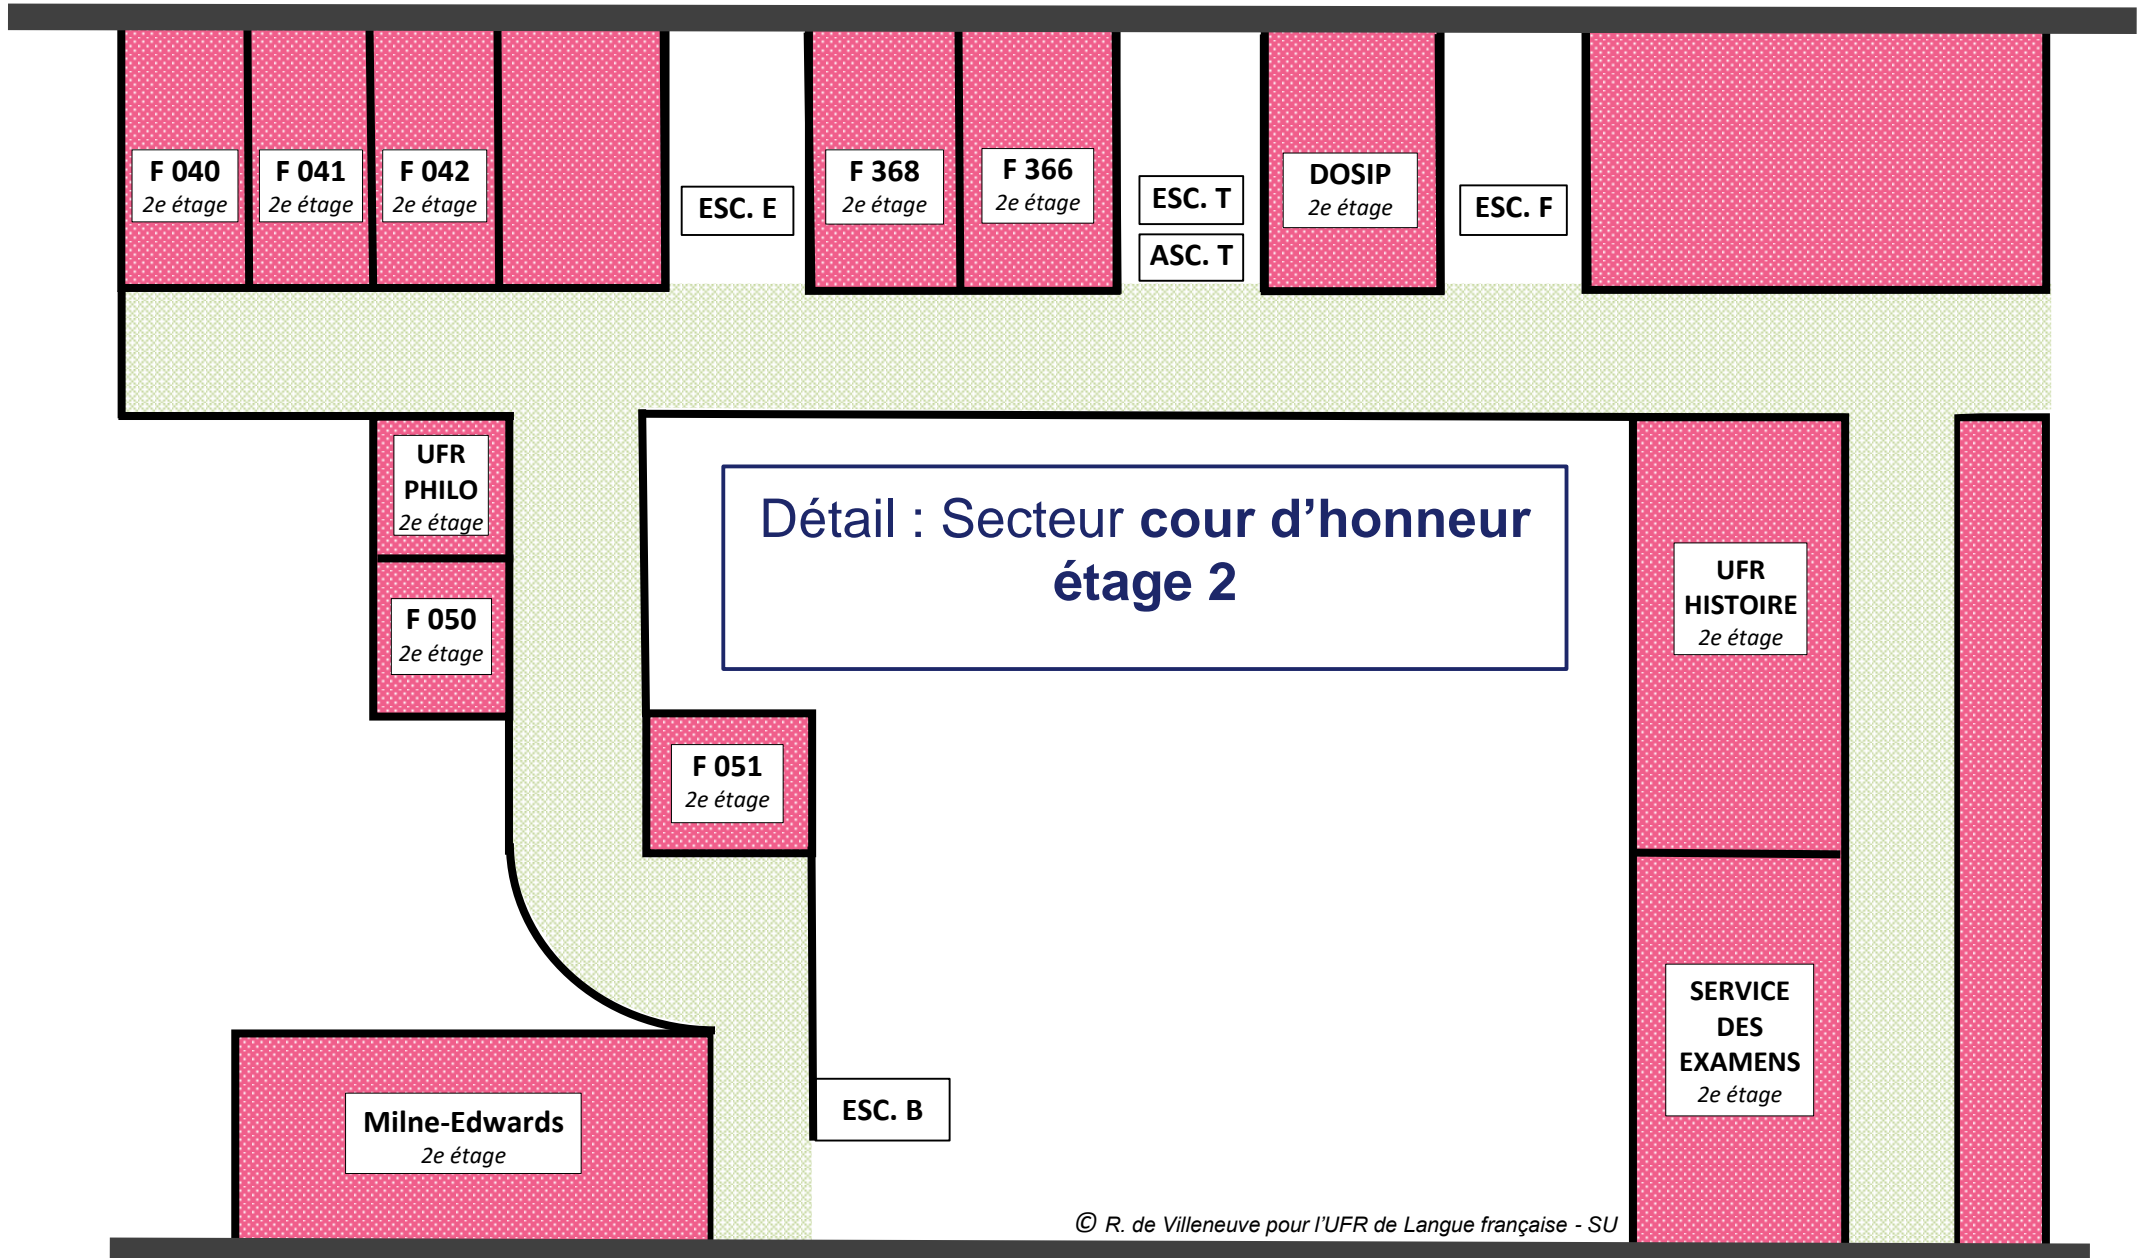 F 040
2e étage
F 041
2e étage
F 042
2e étage
ESC. E
F 368
2e étage
F 366
2e étage
ESC. T
ASC. T
DOSIP
2e étage
ESC. F
UFR
PHILO
2e étage
F 050
2e étage
Détail : Secteur cour d’honneur
étage 2
UFR
HISTOIRE
2e étage
F 051
2e étage
SERVICE
DES
EXAMENS
2e étage
Milne-Edwards
2e étage
ESC. B
© R. de Villeneuve pour l’UFR de Langue française - SU